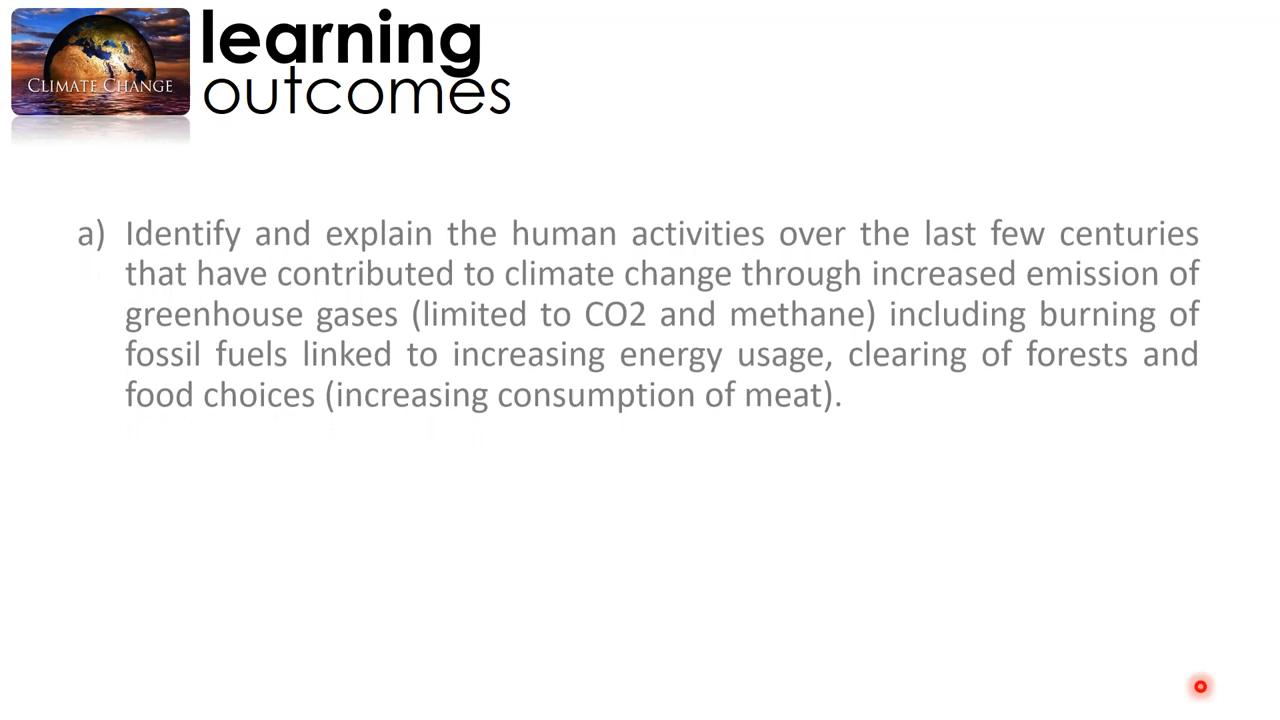 CLIMATE CHANGE
learning
outcomes
a) Identify and explain the human activities over the last few centuries
that have contributed to climate change through increased emission of
greenhouse gases (limited to CO2 and methane) including burning of
fossil fuels linked to increasing energy usage, clearing of forests and
food choices (increasing consumption of meat).